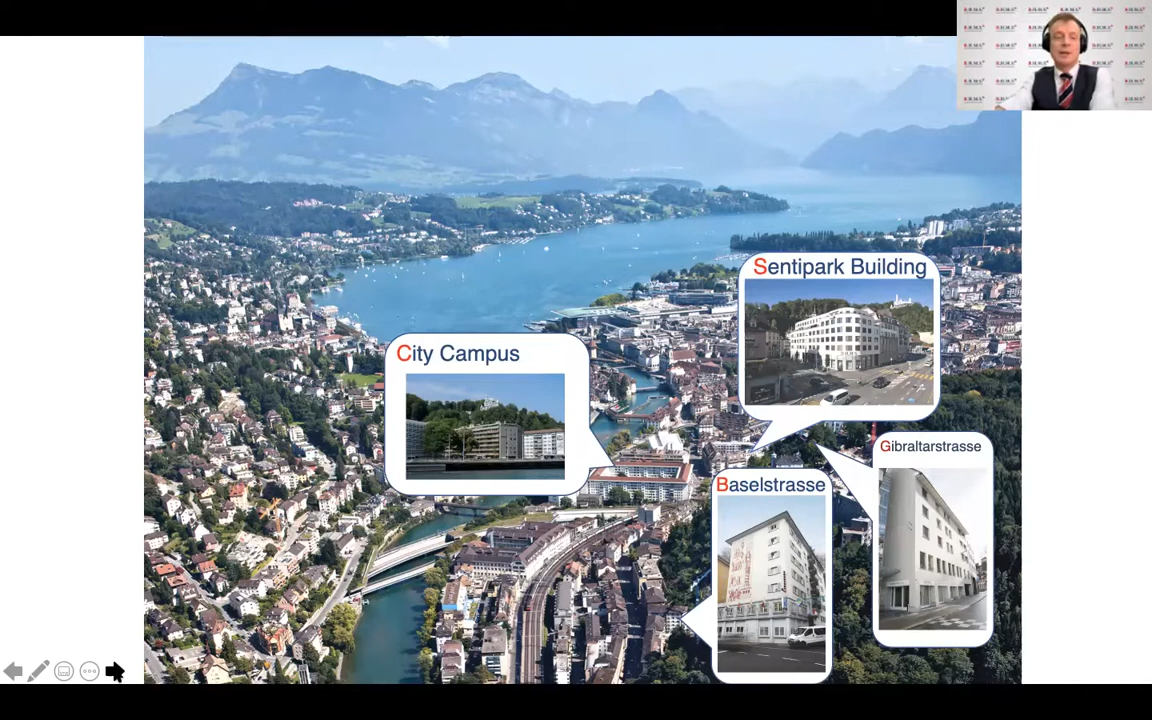 City Campus
Sentipark Building
Baselstrasse
Gibraltarstrasse